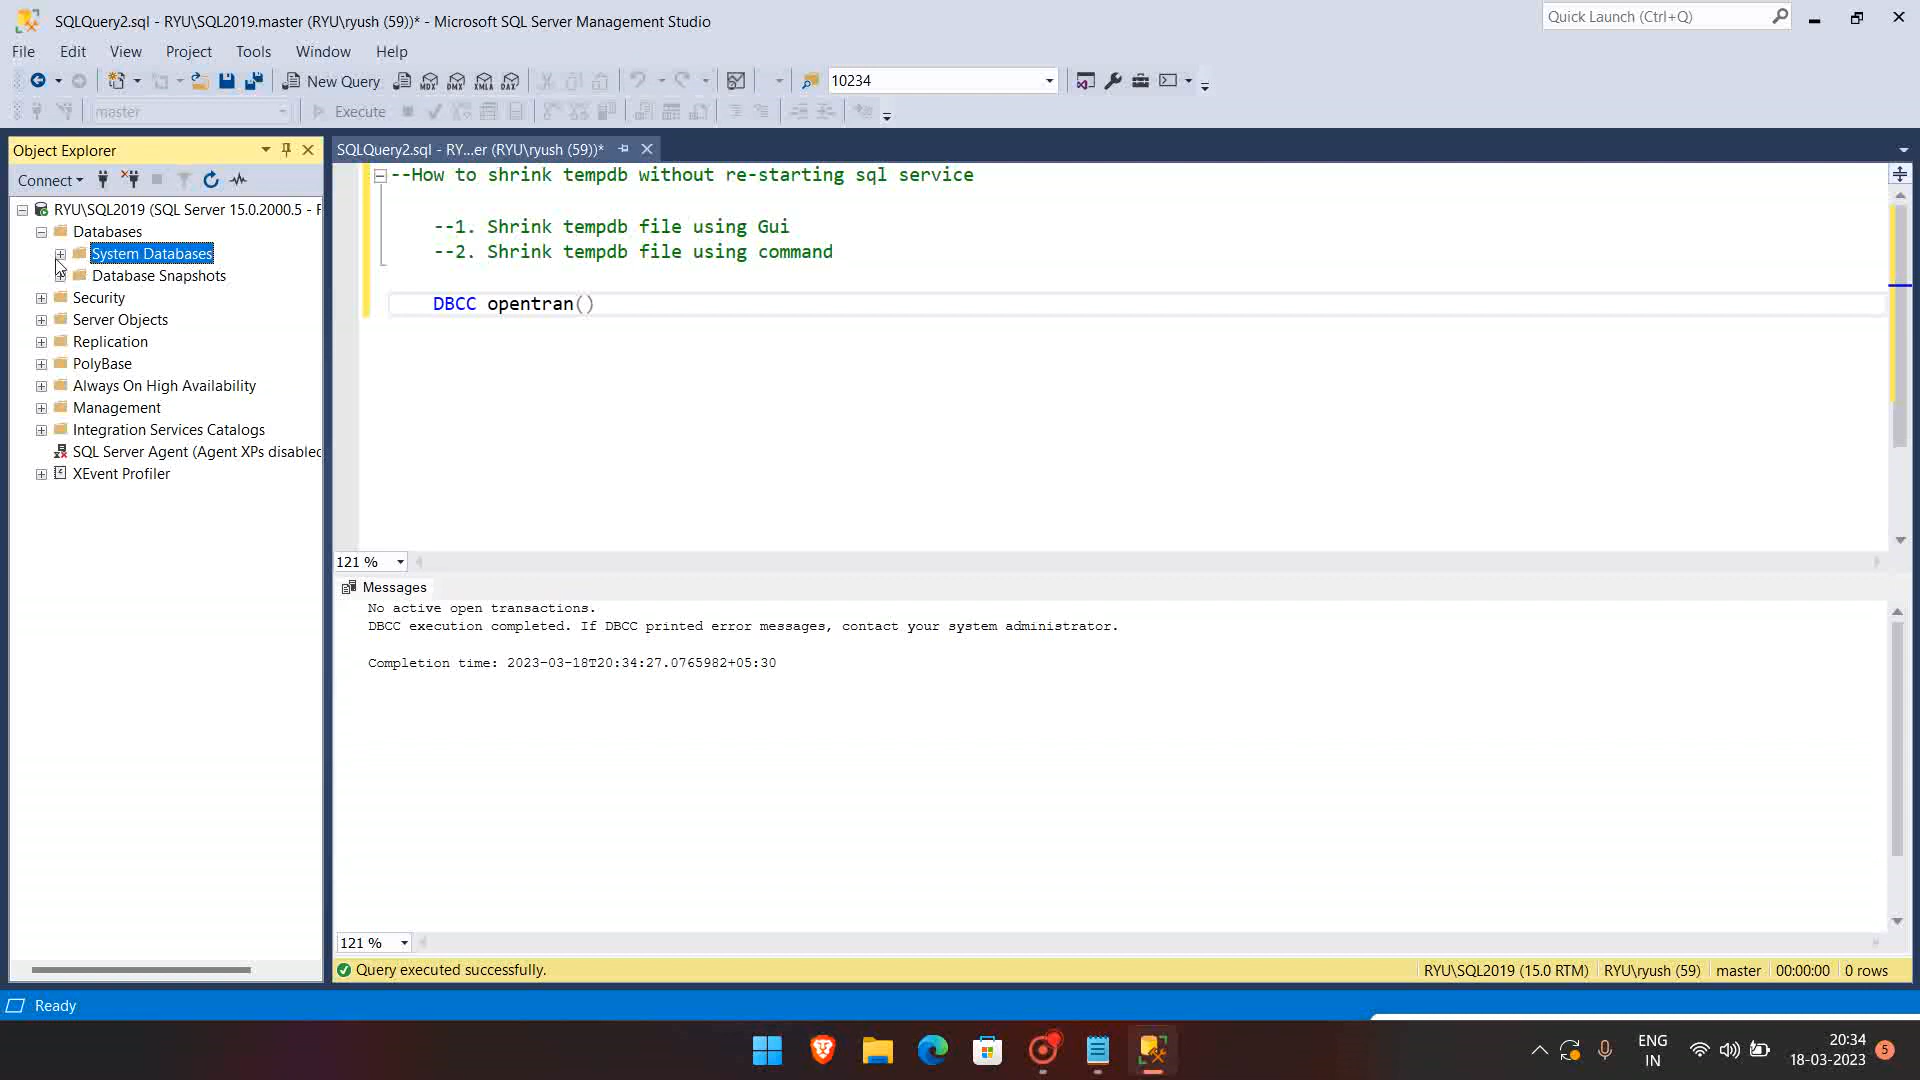 SQLQuery2.sql - RYU\SQL2019.master (RYU\ryush (59))* - Microsoft SQL Server Management Studio
Quick Launch (Ctrl+Q)
File Edit View Project Tools Window Help
New Query
MDX DMX XMLA DAX
10234
master
Execute
Object Explorer
SQLQuery2.sql - RY...er (RYU\ryush (59))*
Connect
RYU\SQL2019 (SQL Server 15.0.2000.5 - R
Databases
System Databases
Database Snapshots
Security
Server Objects
Replication
PolyBase
Always On High Availability
Management
Integration Services Catalogs
SQL Server Agent (Agent XPs disabled
XEvent Profiler
--How to shrink tempdb without re-starting sql service
--1. Shrink tempdb file using Gui
--2. Shrink tempdb file using command
DBCC opentran()
121 %
Messages
No active open transactions.
DBCC execution completed. If DBCC printed error messages, contact your system administrator.
Completion time: 2023-03-18T20:34:27.0765982+05:30
121 %
Query executed successfully.
RYU\SQL2019 (15.0 RTM) RYU\ryush (59) master 00:00:00 0 rows
Ready
ENG
IN
20:34
18-03-2023
5